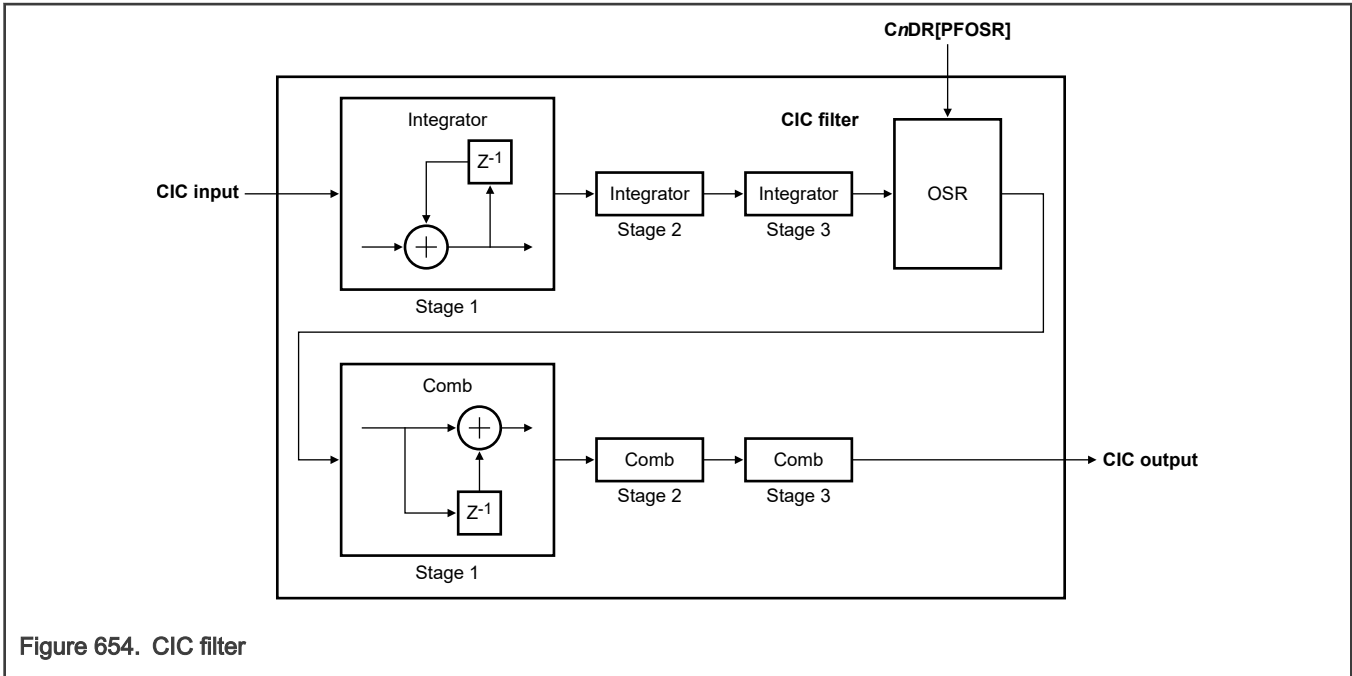 CnDR[PFOSR]
Integrator
CIC filter
Z-1
CIC input
Integrator
Integrator
OSR
+
Stage 2
Stage 3
Stage 1
Comb
+
Comb
Comb
CIC output
Z-1
Stage 2
Stage 3
Stage 1
Figure 654. CIC filter